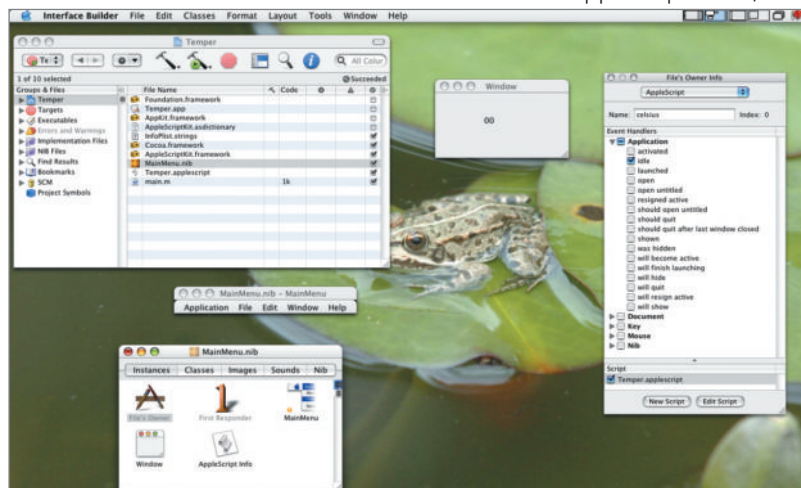 Interface Builder File Edit Classes Format Layout Tools Window Help
Temper
Te
All
1 of 10 selected
Succeeded
Groups & Files
File Name
Code
Temper
Targets
Executables
Errors and Warnings
Implementation Files
NIB Files
Find Results
Bookmarks
SCM
Project Symbols
Foundation.framework
Temper.app
AppKit.framework
AppleScriptKit.asdictionary
InfoPlist.strings
Cocoa.framework
AppleScriptKit.framework
MainMenu.nib
Temper.applescript
main.m 1k
Window
00
MainMenu.nib – MainMenu
Application File Edit Window Help
MainMenu.nib
Instances Classes Images Sounds Nib
File's Owner
First Responder
MainMenu
Window
AppleScript Info
File's Owner Info
AppleScript
Name: celsius Index: 0
Event Handlers
Application
activated
idle
launched
open
open untitled
resigned active
should open untitled
should quit
should quit after last window closed
shown
was hidden
will become active
will finish launching
will hide
will quit
will resign active
will show
Document
Key
Mouse
Nib
Script
Temper.applescript
New Script Edit Script